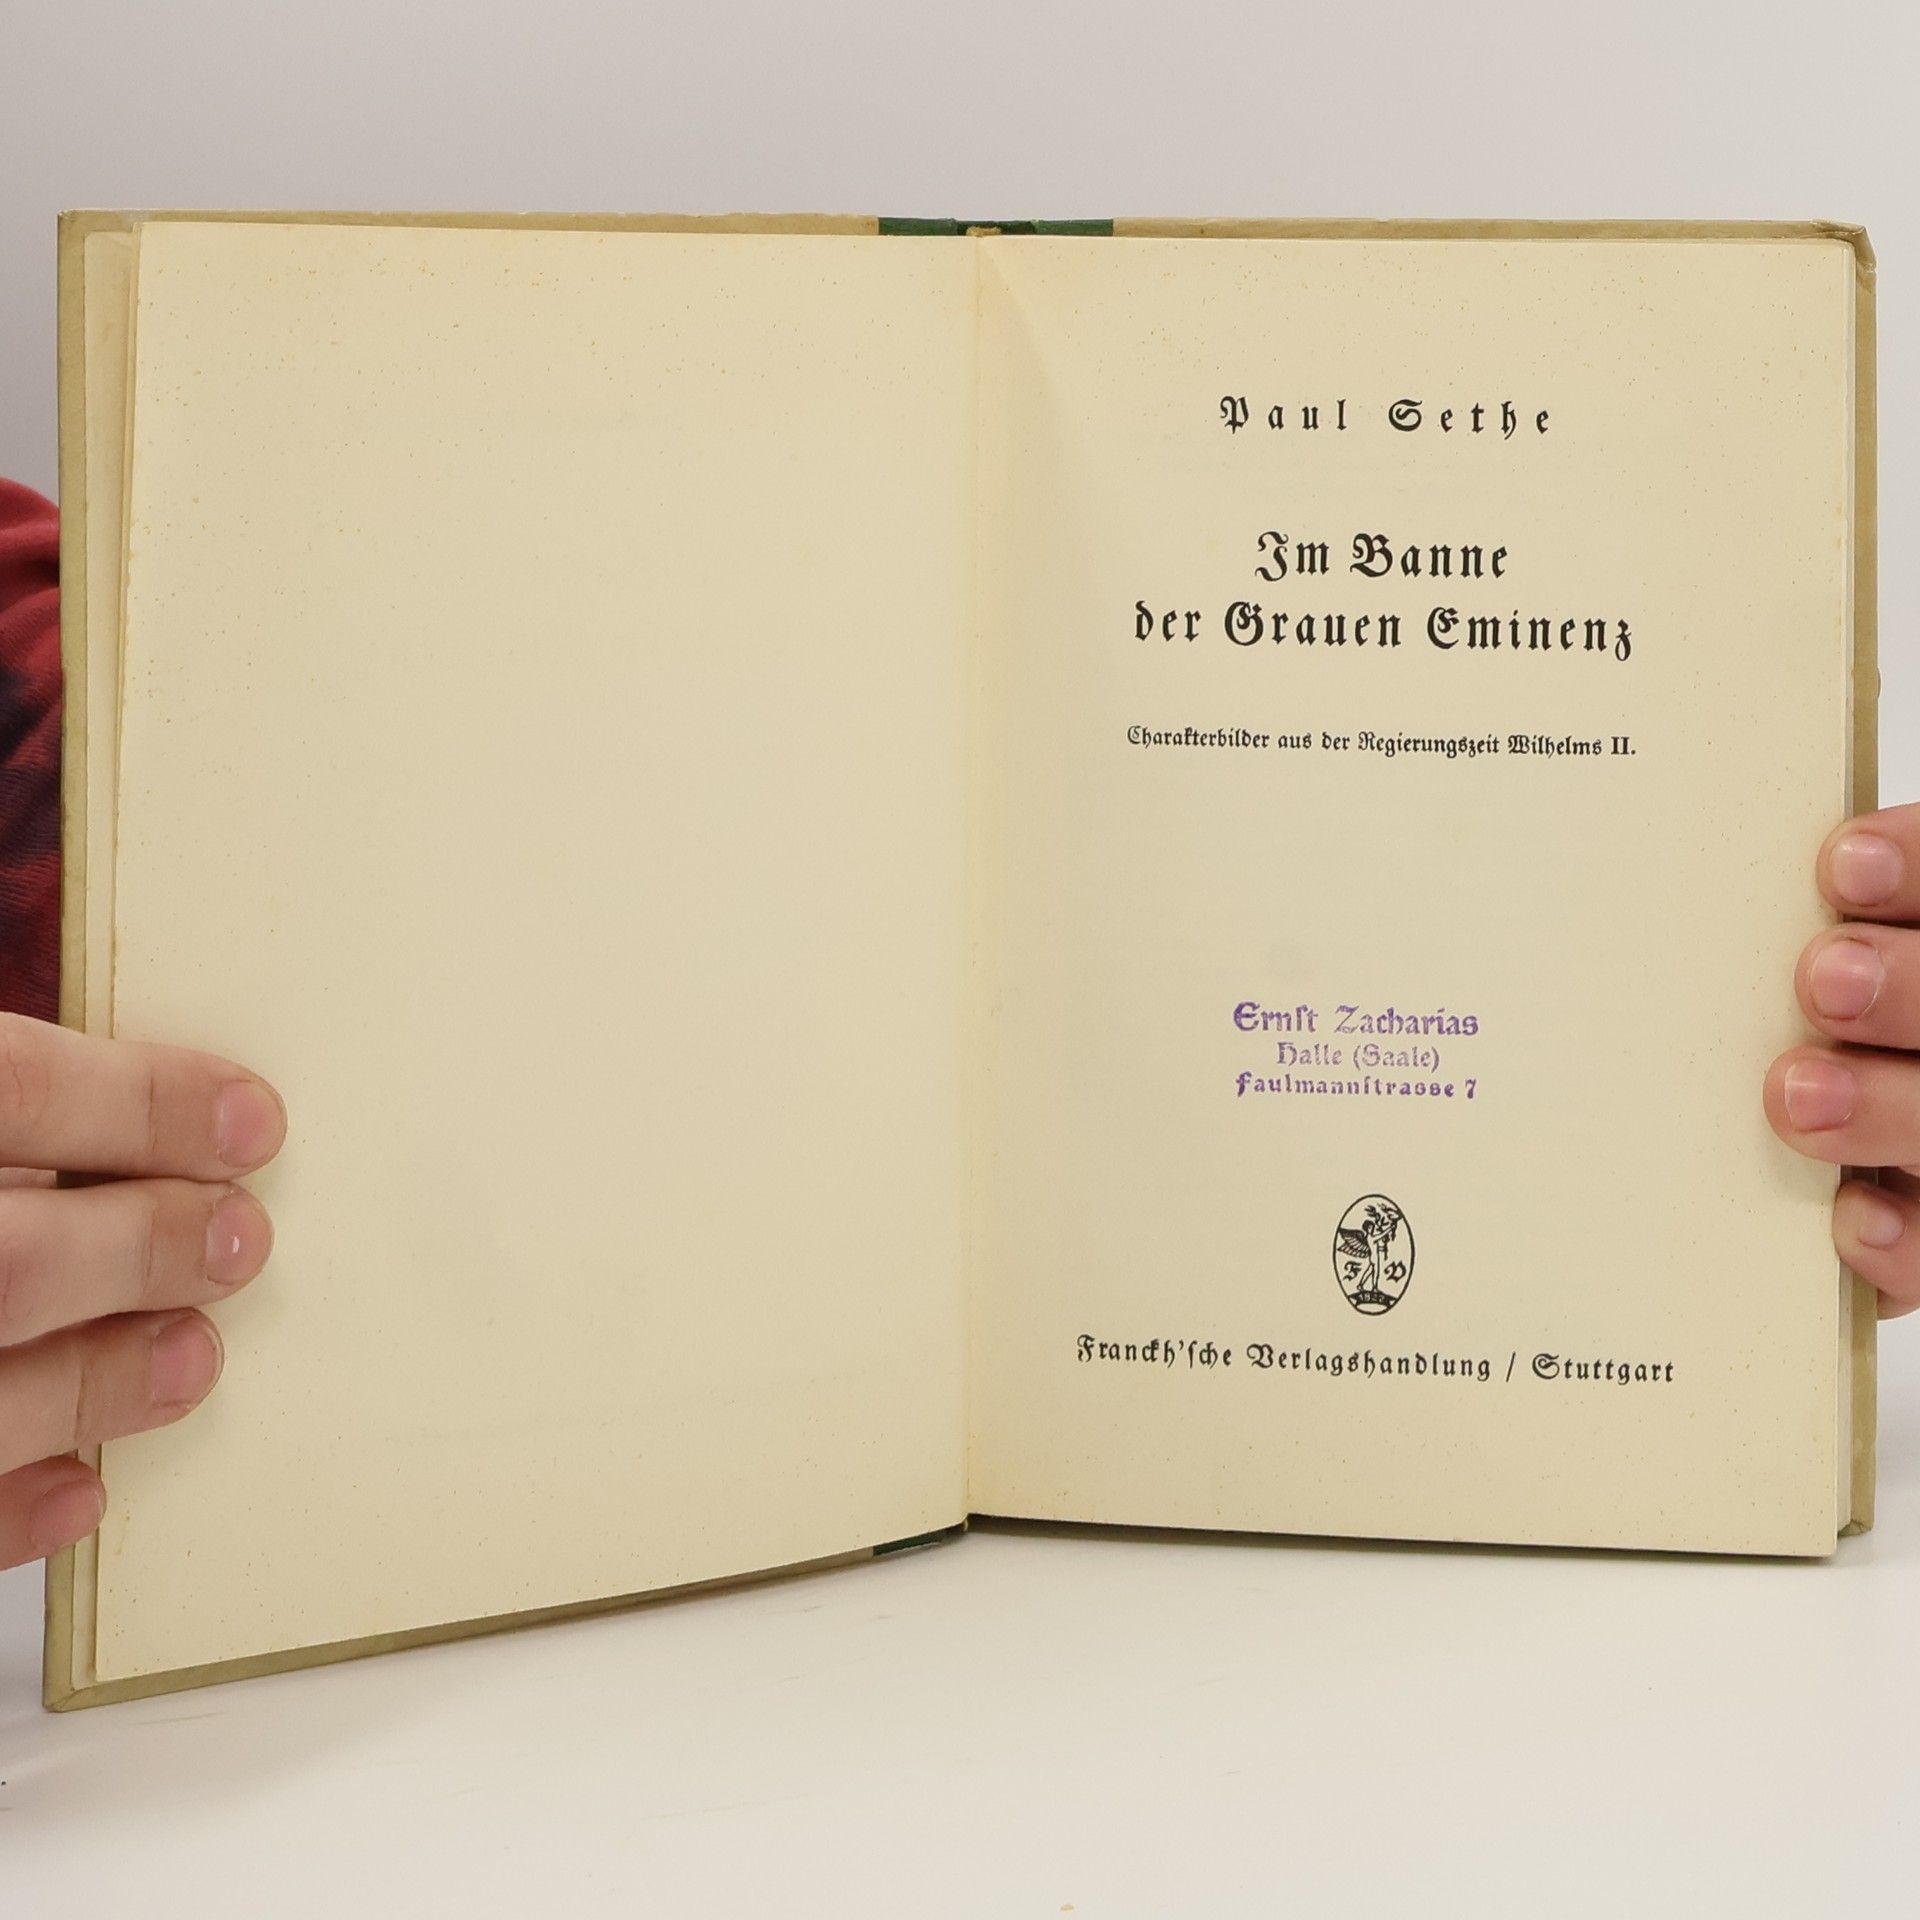 Paul Sethe
Im Banne
der Grauen Eminenz
Charakterbilder aus der Regierungszeit Wilhelms II.
Ernſt Zacharias
Halle (Saale)
Faulmannſtrasse 7
F V
Franckh'ſche Verlagshandlung / Stuttgart